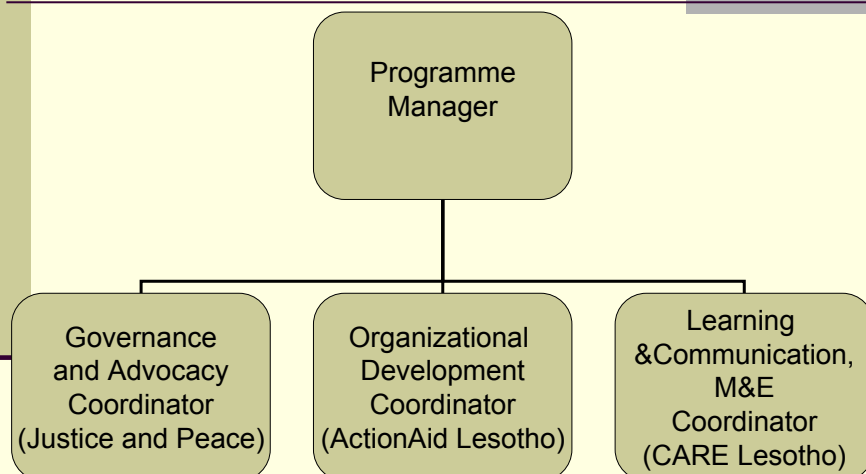 Programme
Manager
Governance
and Advocacy
Coordinator
(Justice and Peace)
Organizational
Development
Coordinator
(ActionAid Lesotho)
Learning
&Communication,
M&E
Coordinator
(CARE Lesotho)